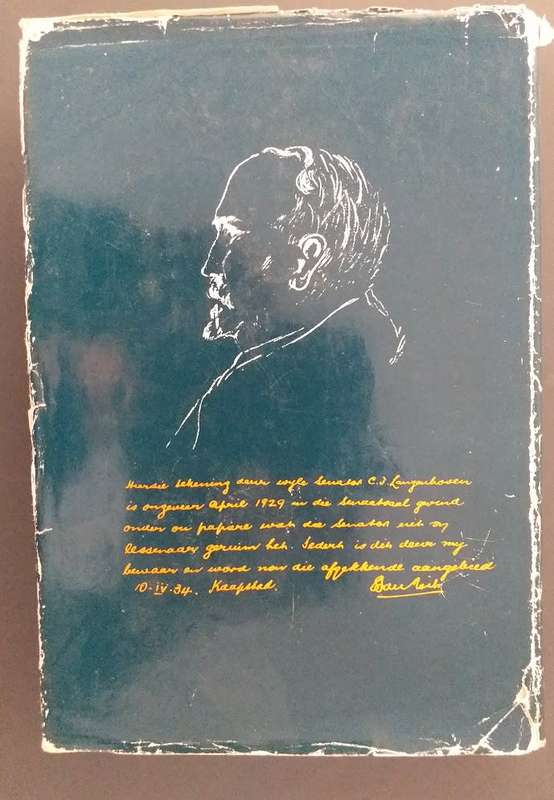 Hierdie tekening deur wyle Senator C.J. Langenhoven
is ongeveer April 1929 in die Senaatsaal gevind
onder ou papiere wat die Senator uit sy
lessenaar geruim het. Sedert is dit deur my
bewaar en word nou die afgekkende aangebied
10-IV-34. Kaapstad.